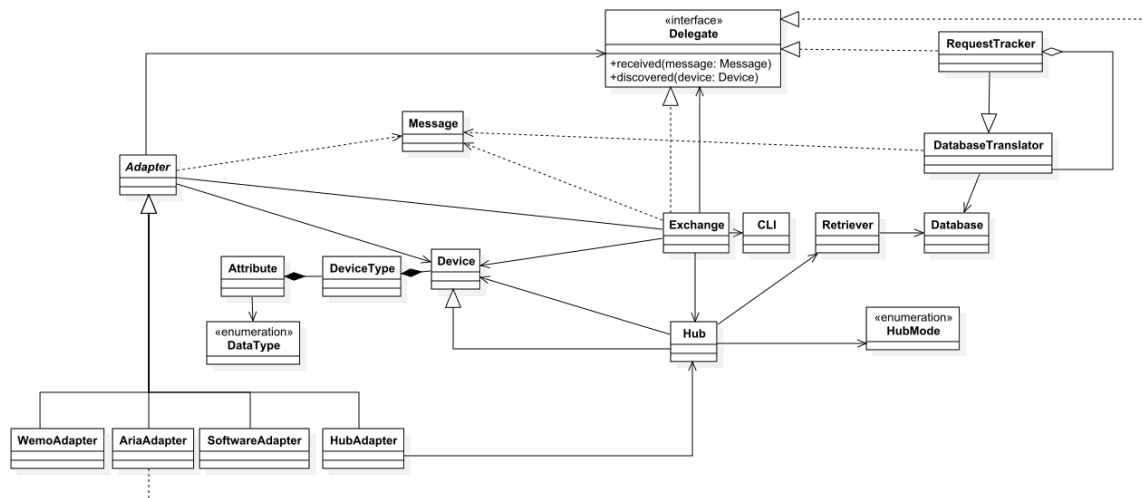 «interface»
Delegate
+received(message: Message)
+discovered(device: Device)
RequestTracker
Message
DatabaseTranslator
Adapter
Exchange
CLI
Retriever
Database
Attribute
DeviceType
Device
«enumeration»
DataType
Hub
«enumeration»
HubMode
WemoAdapter
AriaAdapter
SoftwareAdapter
HubAdapter